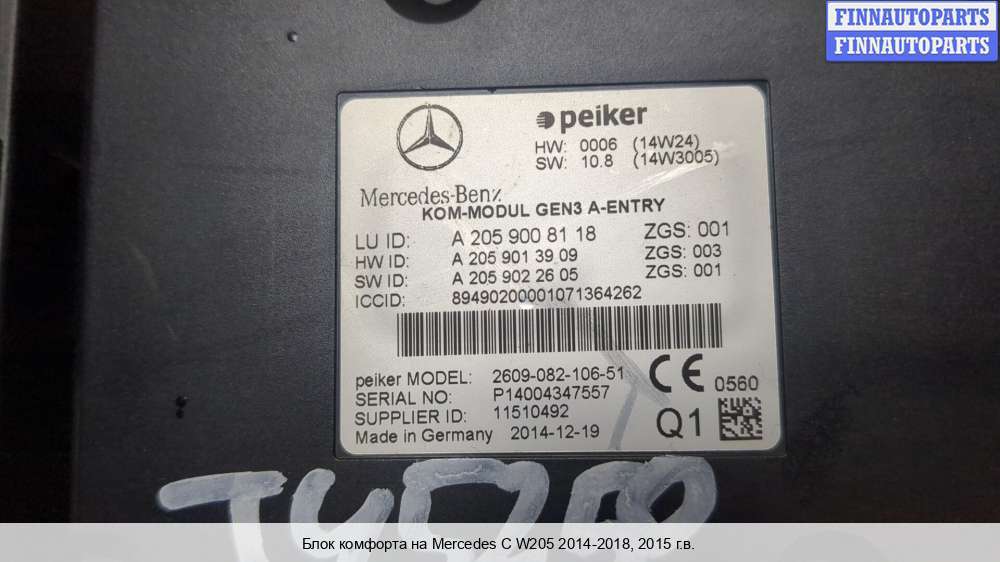 FINNAUTOPARTS
FINNAUTOPARTS
peiker
HW: 0006 (14W24)
SW: 10.8 (14W3005)
Mercedes-Benz
KOM-MODUL GEN3 A-ENTRY
LU ID: A 205 900 81 18 ZGS: 001
HW ID: A 205 901 39 09 ZGS: 003
SW ID: A 205 902 26 05 ZGS: 001
ICCID: 89490200001071364262
peiker MODEL: 2609-082-106-51
SERIAL NO: P14004347557
SUPPLIER ID: 11510492
Made in Germany 2014-12-19
CE 0560
Q1
Блок комфорта на Mercedes C W205 2014-2018, 2015 г.в.